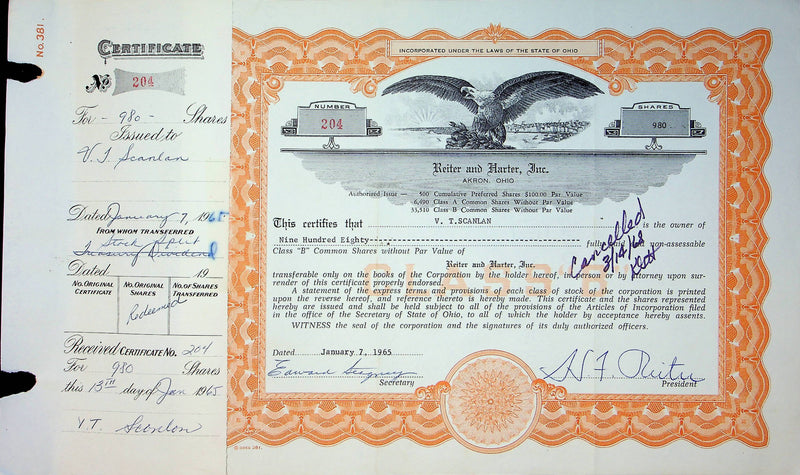 No. 381.
CERTIFICATE
No 204
For - 980 - Shares
Issued to
V. T. Scanlan
Dated January 7, 1965
FROM WHOM TRANSFERRED
Stock Split
Treasury Dividend
Dated 19
NO. ORIGINAL CERTIFICATE
NO. ORIGINAL SHARES
NO. OF SHARES TRANSFERRED
Redeemed
Received CERTIFICATE NO. 204
For 980 Shares
this 13TH day of Jan 1965
V.T. Scanlon
INCORPORATED UNDER THE LAWS OF THE STATE OF OHIO
NUMBER
204
SHARES
980
Reiter and Harter, Inc.
AKRON, OHIO
Authorized Issue — 500 Cumulative Preferred Shares $100.00 Par Value
6,490 Class A Common Shares Without Par Value
33,510 Class B Common Shares Without Par Value
This certifies that V. T.SCANLAN is the owner of
Nine Hundred Eighty fully paid non-assessable
Class "B" Common Shares without Par Value of
Reiter and Harter, Inc.
CLASS "B"
transferable only on the books of the Corporation by the holder hereof, in person or by Attorney upon sur-
render of this certificate properly endorsed.
A statement of the express terms and provisions of each class of stock of the corporation is printed
upon the reverse hereof, and reference thereto is hereby made. This certificate and the shares represented
hereby are issued and shall be held subject to all of the provisions of the Articles of Incorporation filed
in the office of the Secretary of State of Ohio, to all of which the holder by acceptance hereby assents.
WITNESS the seal of the corporation and the signatures of its duly authorized officers.
Cancelled
3/14/68
Dated January 7, 1965
Edward
Secretary
H. F. Reiter
President